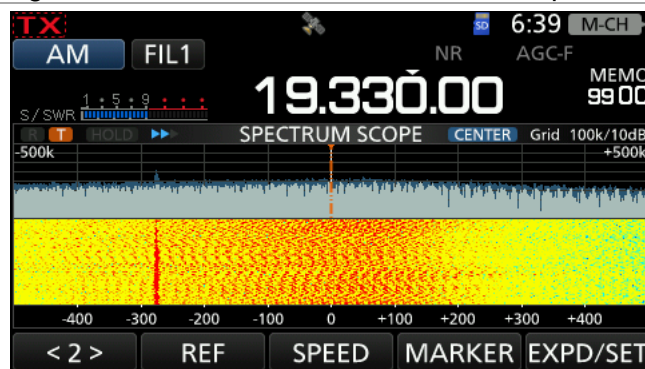 TX SD 6:39 M-CH
AM FIL1 NR AGC-F
19.330.00 MEMO
99 00
S/SWR 1 5 9
R T HOLD SPECTRUM SCOPE CENTER Grid 100k/10dB
-500k +500k
-400 -300 -200 -100 0 +100 +200 +300 +400
< 2 > REF SPEED MARKER EXPD/SET